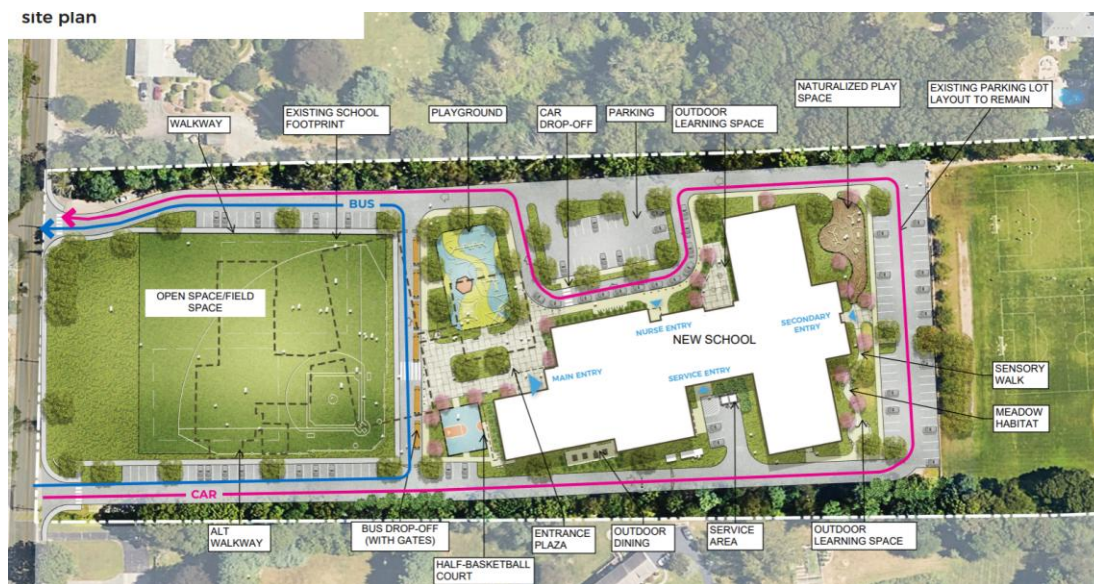 site plan
WALKWAY
EXISTING SCHOOL
FOOTPRINT
PLAYGROUND
CAR
DROP-OFF
PARKING
OUTDOOR
LEARNING SPACE
NATURALIZED PLAY
SPACE
EXISTING PARKING LOT
LAYOUT TO REMAIN
BUS
OPEN SPACE/FIELD
SPACE
NURSE ENTRY
NEW SCHOOL
SECONDARY
ENTRY
MAIN ENTRY
SERVICE ENTRY
SENSORY
WALK
MEADOW
HABITAT
CAR
ALT
WALKWAY
BUS DROP-OFF
(WITH GATES)
HALF-BASKETBALL
COURT
ENTRANCE
PLAZA
OUTDOOR
DINING
SERVICE
AREA
OUTDOOR
LEARNING SPACE